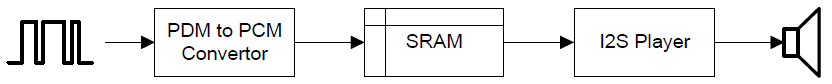 PDM to PCM
Convertor
SRAM
I2S Player